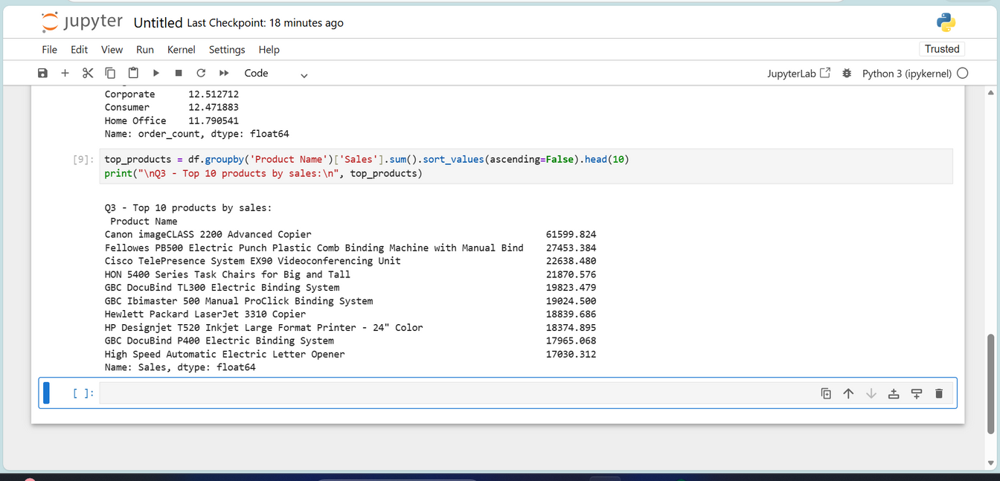 jupyter Untitled Last Checkpoint: 18 minutes ago
File Edit View Run Kernel Settings Help
Trusted
Code
JupyterLab
Python 3 (ipykernel)
Corporate 12.512712
Consumer 12.471883
Home Office 11.790541
Name: order_count, dtype: float64
[9]:
top_products = df.groupby('Product Name')['Sales'].sum().sort_values(ascending=False).head(10)
print("\nQ3 - Top 10 products by sales:\n", top_products)
Q3 - Top 10 products by sales:
Product Name
Canon imageCLASS 2200 Advanced Copier 61599.824
Fellowes PB500 Electric Punch Plastic Comb Binding Machine with Manual Bind 27453.384
Cisco TelePresence System EX90 Videoconferencing Unit 22638.480
HON 5400 Series Task Chairs for Big and Tall 21870.576
GBC DocuBind TL300 Electric Binding System 19823.479
GBC Ibimaster 500 Manual ProClick Binding System 19024.500
Hewlett Packard LaserJet 3310 Copier 18839.686
HP Designjet T520 Inkjet Large Format Printer - 24" Color 18374.895
GBC DocuBind P400 Electric Binding System 17965.068
High Speed Automatic Electric Letter Opener 17030.312
Name: Sales, dtype: float64
[ ]: